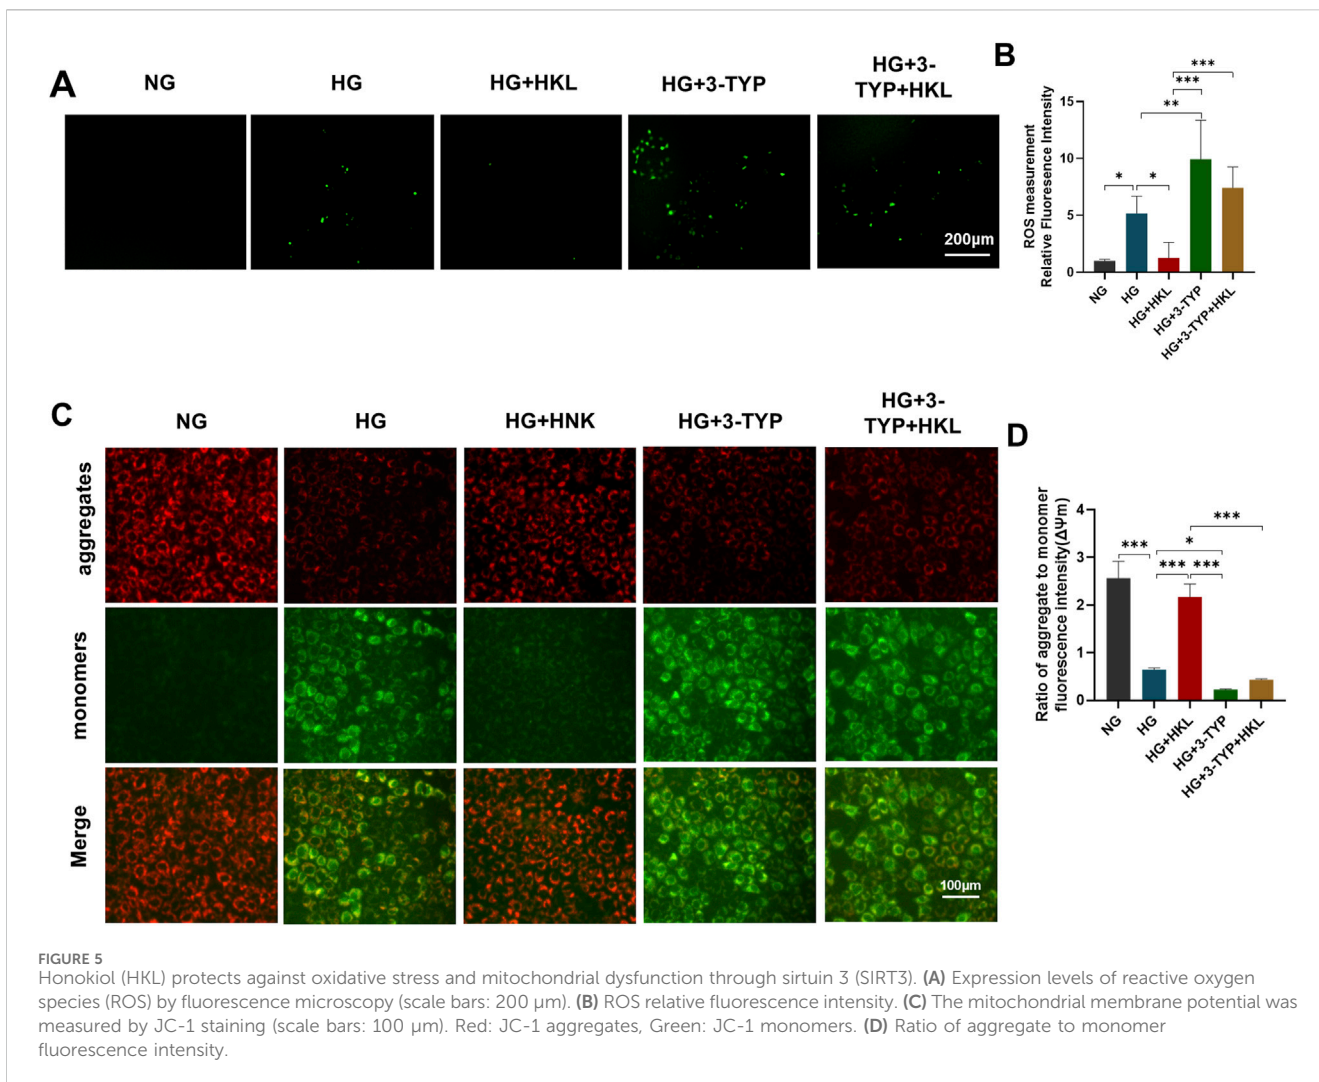 A
NG
HG
HG+HKL
HG+3-TYP
HG+3-
TYP+HKL
200μm
B
ROS measurement
Relative Fluoresence Intensity
15
10
5
0
*
*
**
***
***
NG
HG
HG+HKL
HG+3-TYP
HG+3-TYP+HKL
C
NG
HG
HG+HNK
HG+3-TYP
HG+3-
TYP+HKL
aggregates
monomers
Merge
100μm
D
Ratio of aggregate to monomer
fluorescence intensity(ΔΨm)
4
3
2
1
0
***
***
***
*
***
NG
HG
HG+HKL
HG+3-TYP
HG+3-TYP+HKL
FIGURE 5
Honokiol (HKL) protects against oxidative stress and mitochondrial dysfunction through sirtuin 3 (SIRT3). (A) Expression levels of reactive oxygen
species (ROS) by fluorescence microscopy (scale bars: 200 μm). (B) ROS relative fluorescence intensity. (C) The mitochondrial membrane potential was
measured by JC-1 staining (scale bars: 100 μm). Red: JC-1 aggregates, Green: JC-1 monomers. (D) Ratio of aggregate to monomer
fluorescence intensity.